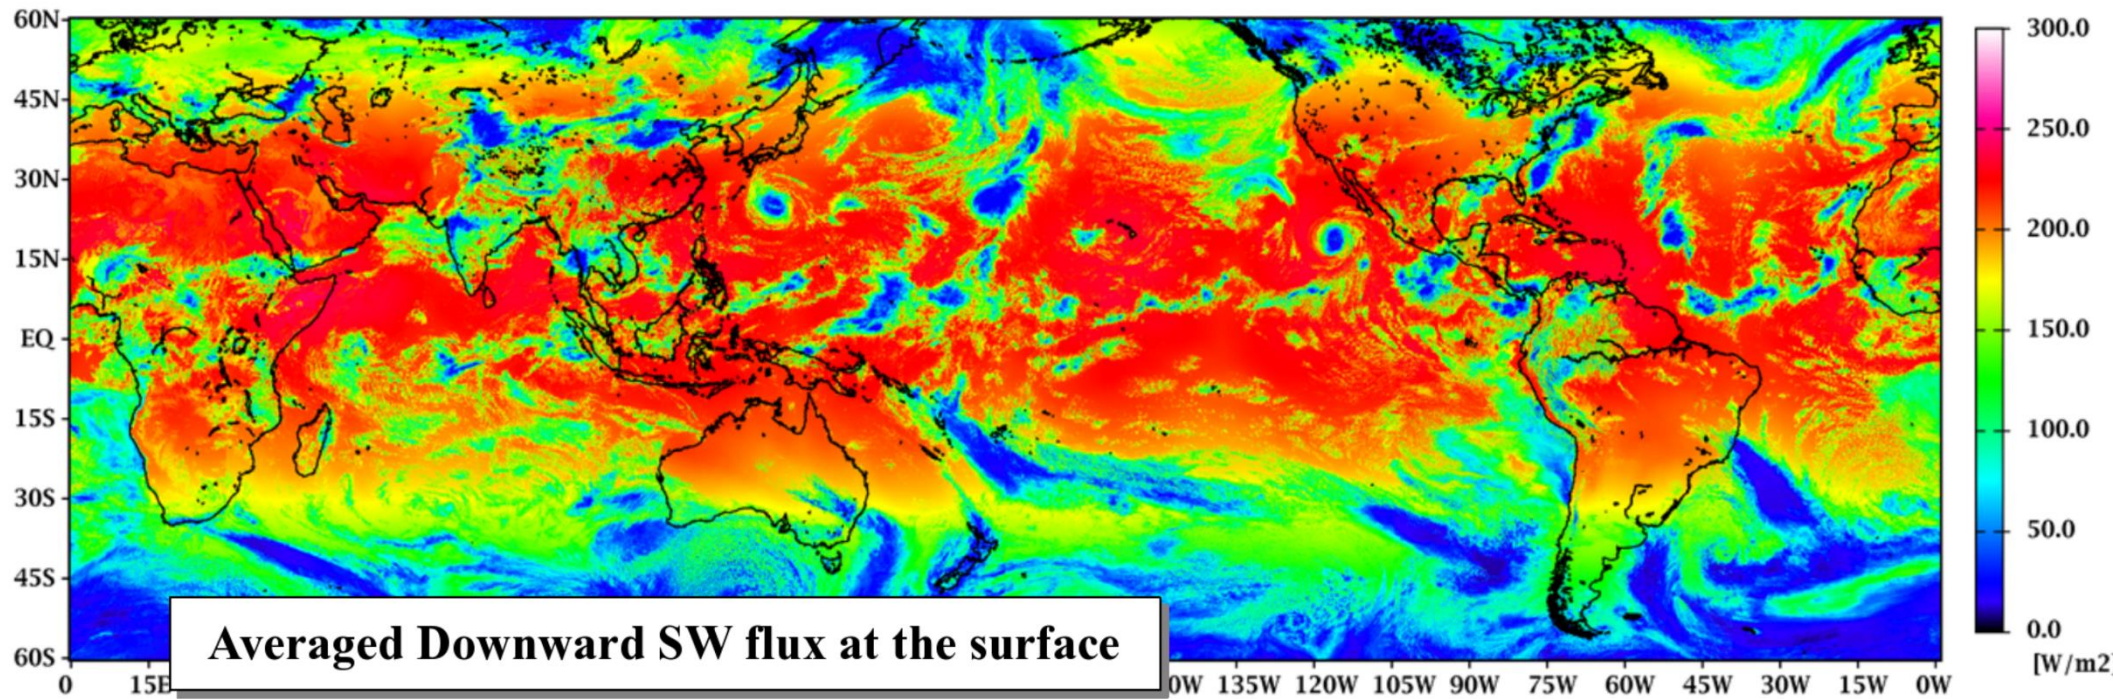 60N
45N
30N
15N
EQ
15S
30S
45S
60S
0 15E 0W 135W 120W 105W 90W 75W 60W 45W 30W 15W 0W
Averaged Downward SW flux at the surface
300.0
250.0
200.0
150.0
100.0
50.0
0.0
[W/m2]